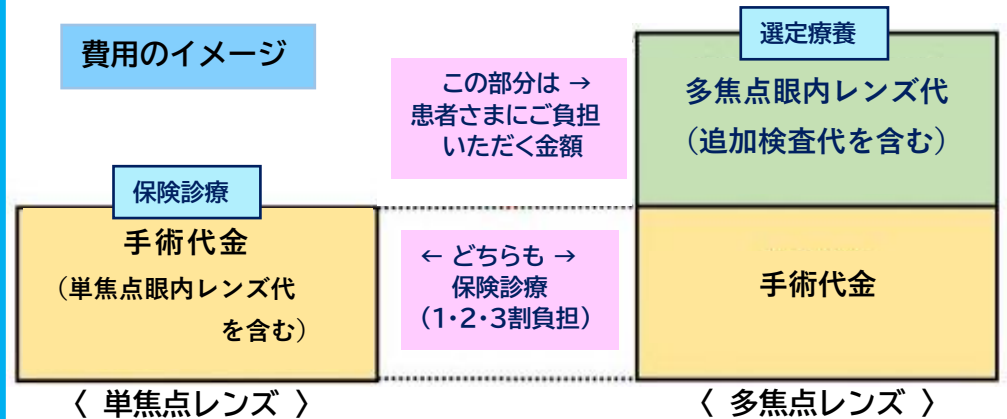 費用のイメージ
選定療養
この部分は →
患者さまにご負担
いただく金額
多焦点眼内レンズ代
（追加検査代を含む）
保険診療
手術代金
（単焦点眼内レンズ代
を含む）
← どちらも →
保険診療
（1・2・3割負担）
手術代金
〈 単焦点レンズ 〉
〈 多焦点レンズ 〉